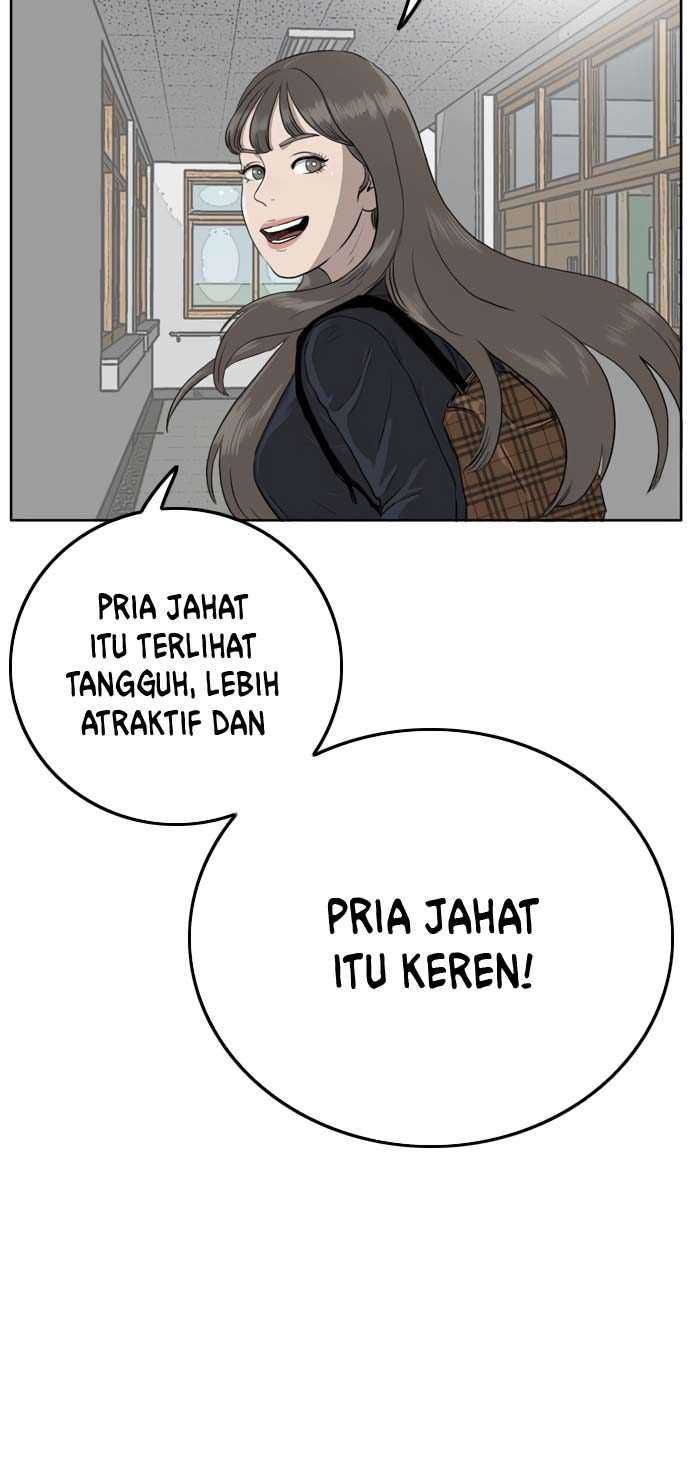 PRIA JAHAT
ITU TERLIHAT
TANGGUH, LEBIH
ATRAKTIF DAN
PRIA JAHAT
ITU KEREN!